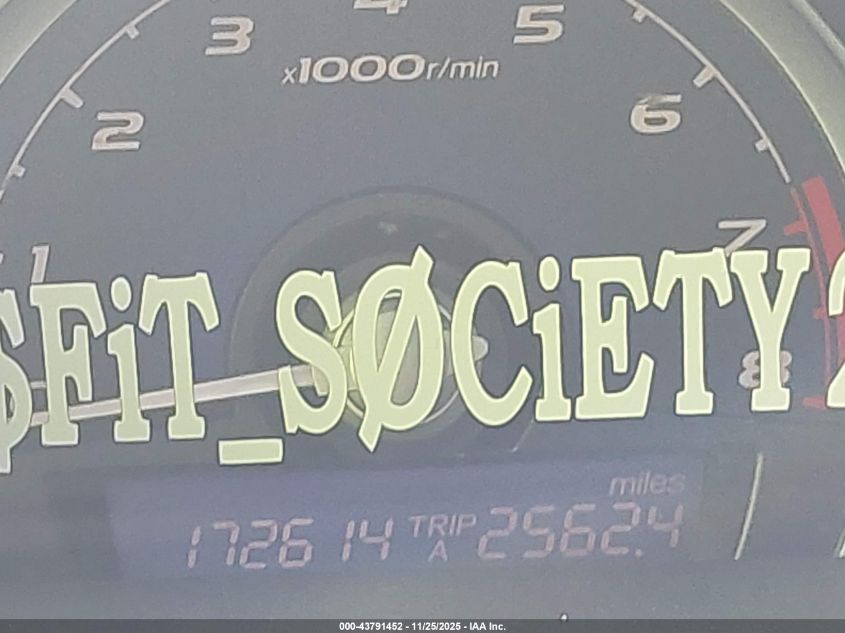 3 4 5
x1000r/min
2 6
1 7
$FiT_SØCiETY 2
8
miles
172614 TRIP A 2562.4
000-43791452 - 11/25/2025 - IAA Inc.